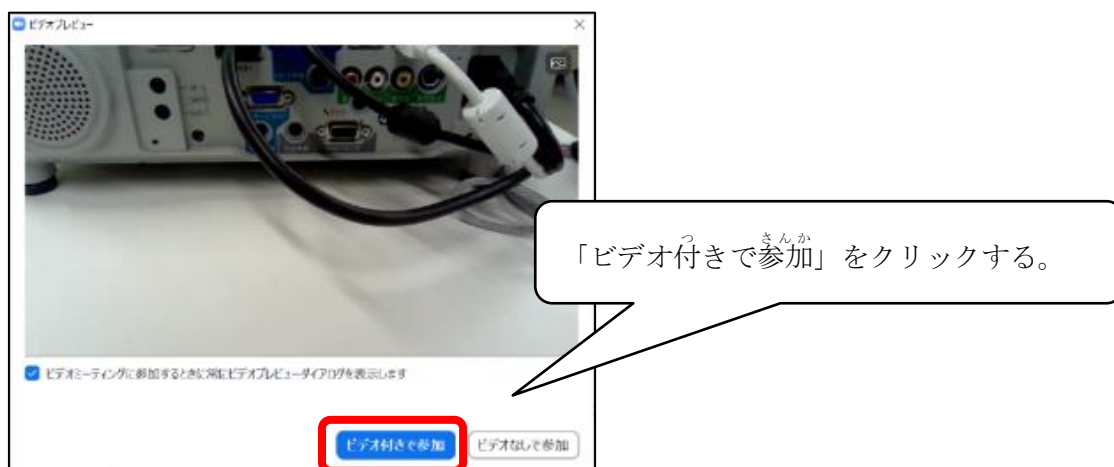 ビデオプレビュー
つ さんか
「ビデオ付きで参加」をクリックする。
ビデオミーティングに参加するときに常にビデオプレビューダイアログを表示します
ビデオ付きで参加 ビデオなしで参加